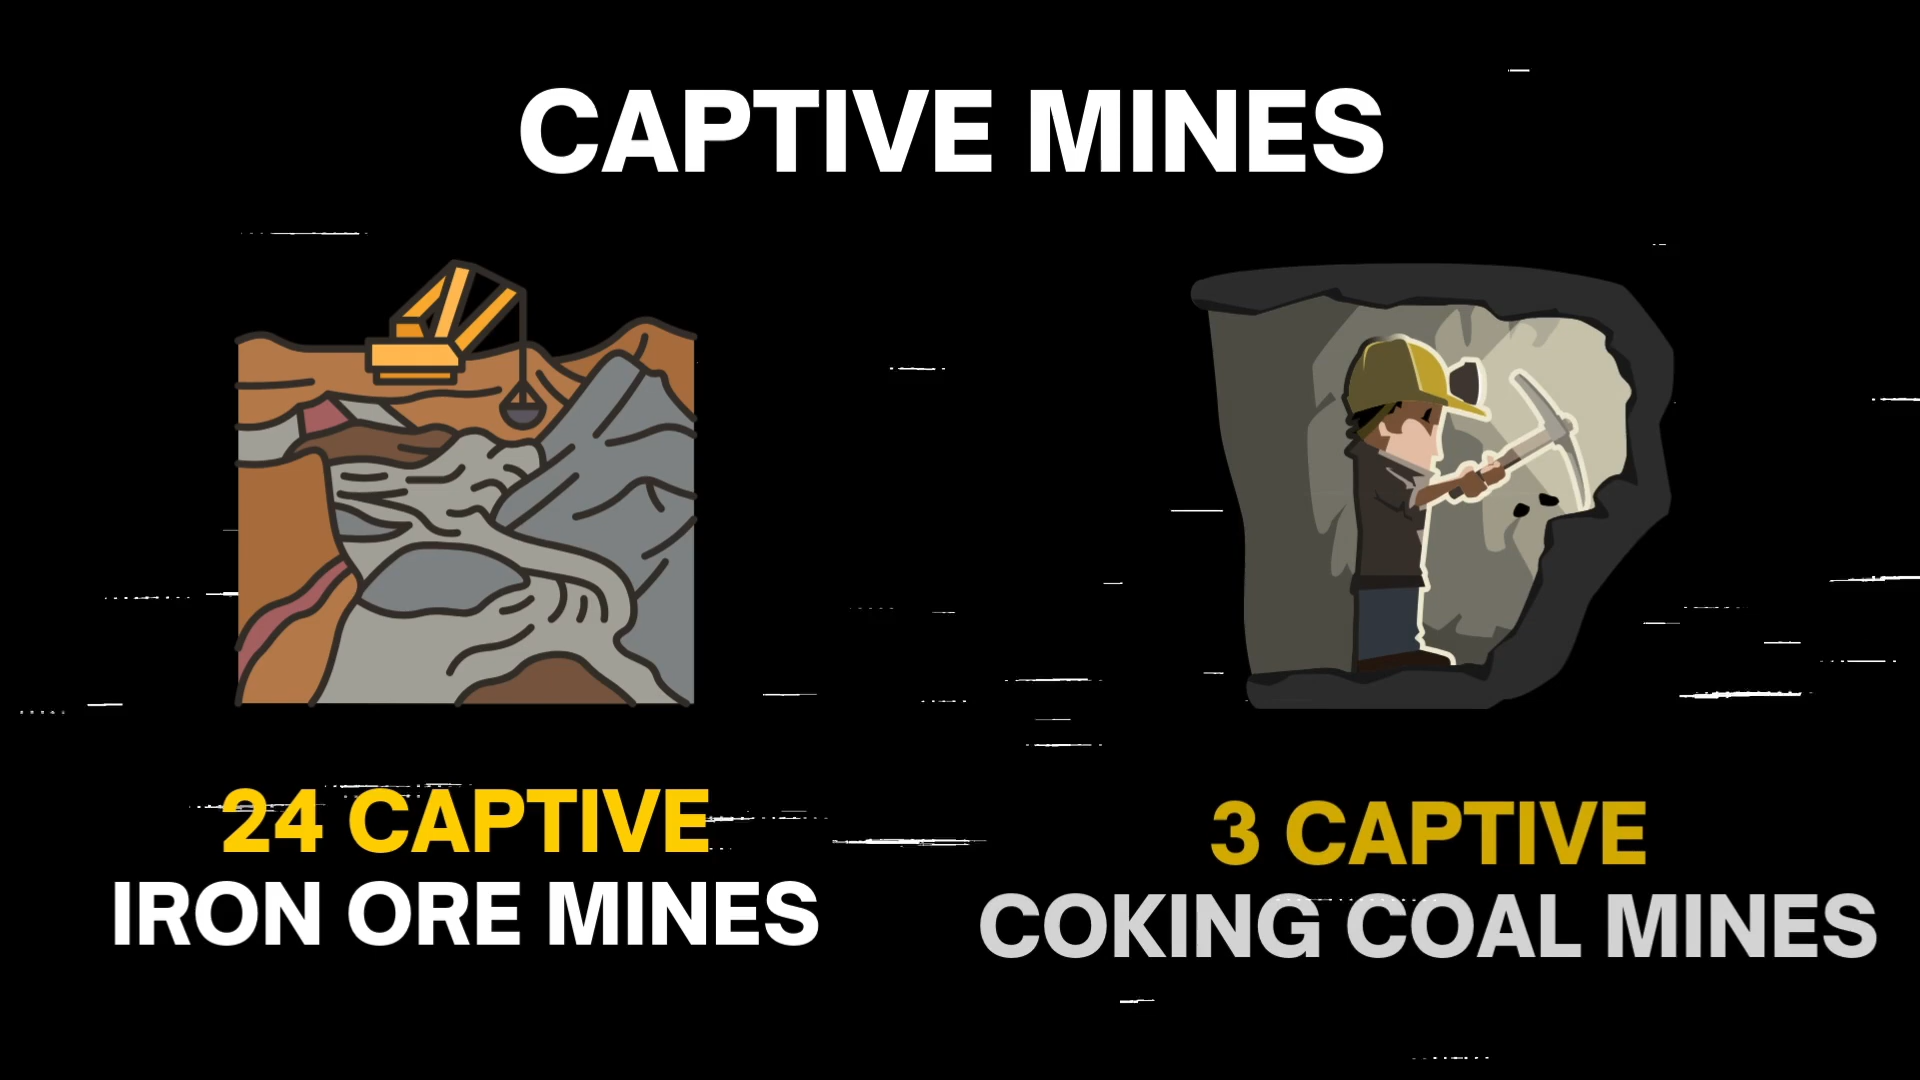 CAPTIVE MINES
24 CAPTIVE
IRON ORE MINES
3 CAPTIVE
COKING COAL MINES